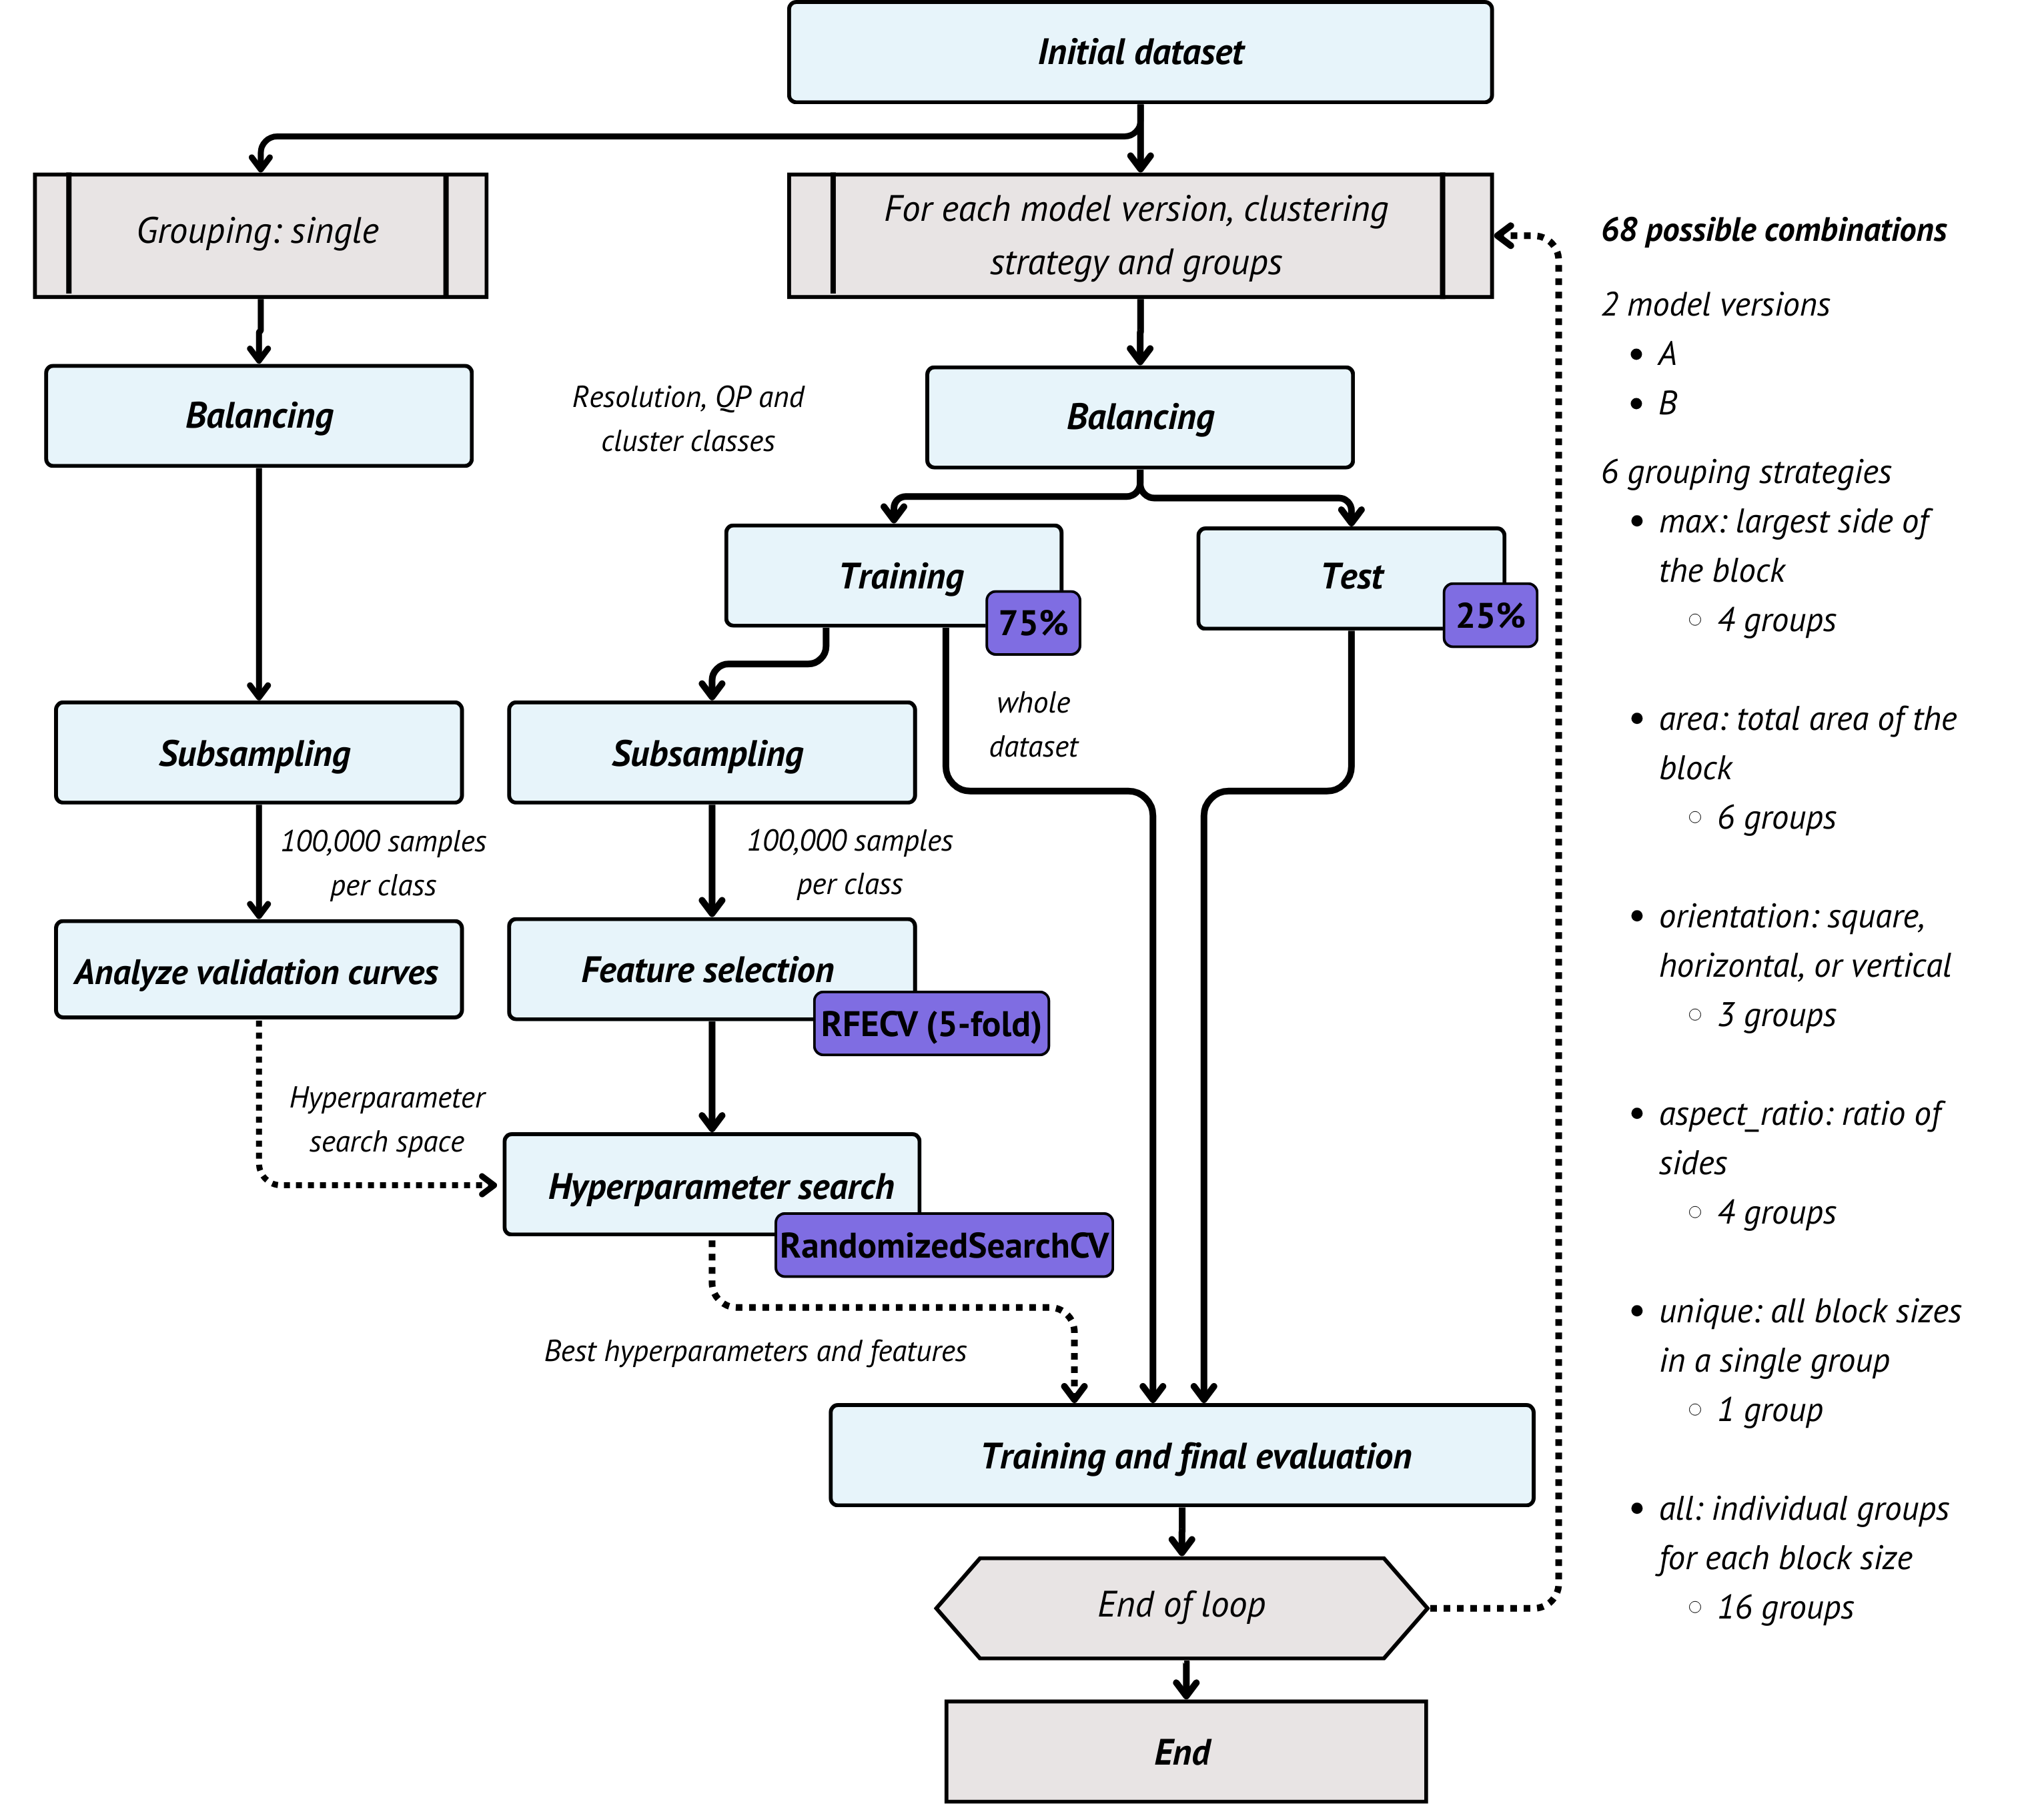 Initial dataset
Grouping: single
For each model version, clustering
strategy and groups
Balancing
Resolution, QP and
cluster classes
Balancing
Training
75%
Test
25%
Subsampling
Subsampling
whole
dataset
100,000 samples
per class
100,000 samples
per class
Analyze validation curves
Feature selection
RFECV (5-fold)
Hyperparameter
search space
Hyperparameter search
RandomizedSearchCV
Best hyperparameters and features
Training and final evaluation
End of loop
End
68 possible combinations
2 model versions
• A
• B
6 grouping strategies
• max: largest side of
the block
○ 4 groups
• area: total area of the
block
○ 6 groups
• orientation: square,
horizontal, or vertical
○ 3 groups
• aspect_ratio: ratio of
sides
○ 4 groups
• unique: all block sizes
in a single group
○ 1 group
• all: individual groups
for each block size
○ 16 groups